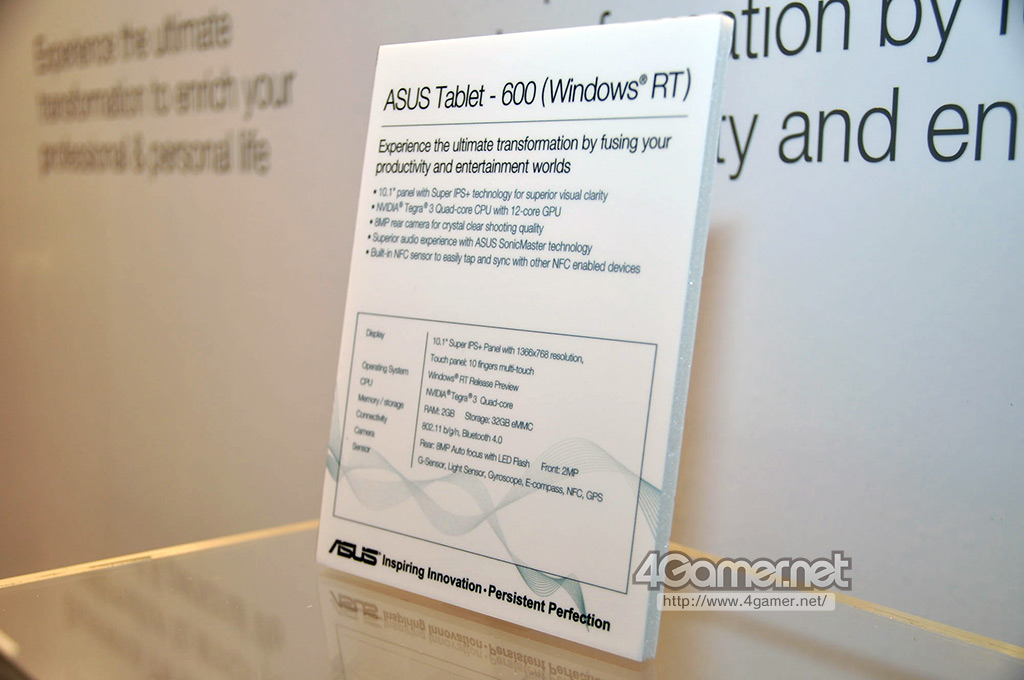 Experience the ultimate
transformation to enrich your
professional & personal life
ation by f
ty and en
ASUS Tablet - 600 (Windows® RT)
Experience the ultimate transformation by fusing your
productivity and entertainment worlds
• 10.1" panel with Super IPS+ technology for superior visual clarity
• NVIDIA® Tegra® 3 Quad-core CPU with 12-core GPU
• 8MP rear camera for crystal clear shooting quality
• Superior audio experience with ASUS SonicMaster technology
• Built-in NFC sensor to easily tap and sync with other NFC enabled devices
Display 10.1" Super IPS+ Panel with 1366x768 resolution,
Touch panel: 10 fingers multi-touch
Operating System Windows® RT Release Preview
CPU NVIDIA® Tegra® 3 Quad-core
Memory / storage RAM: 2GB Storage: 32GB eMMC
Connectivity 802.11 b/g/n, Bluetooth 4.0
Camera Rear: 8MP Auto focus with LED Flash Front: 2MP
Sensor G-Sensor, Light Sensor, Gyroscope, E-compass, NFC, GPS
ASUS Inspiring Innovation • Persistent Perfection
4Gamer.net
http://www.4gamer.net/